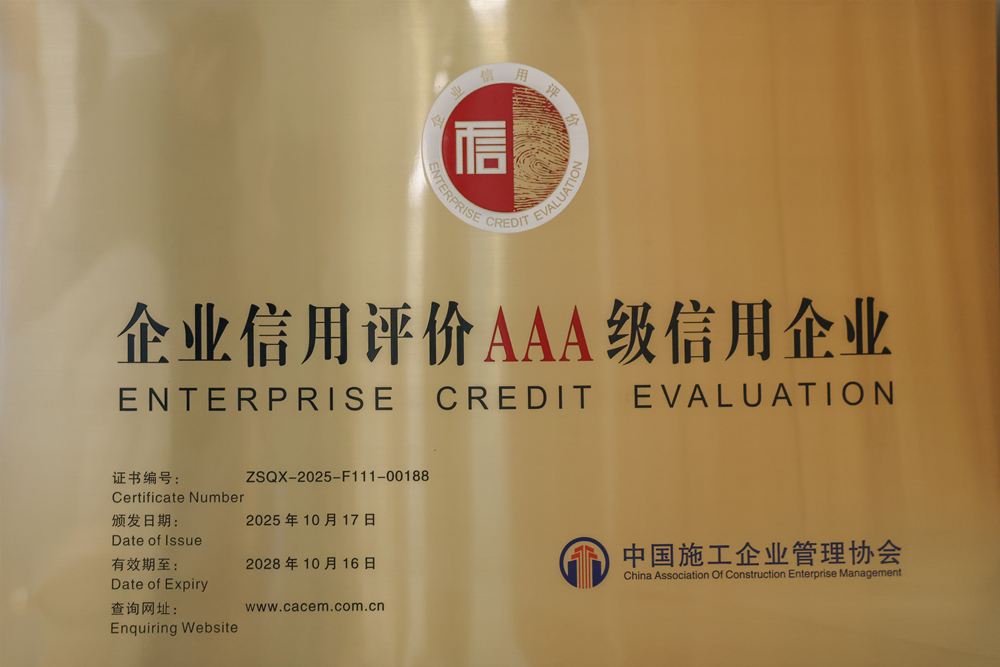 企业信用评价
信
ENTERPRISE CREDIT EVALUATION
企业信用评价AAA级信用企业
ENTERPRISE CREDIT EVALUATION
证书编号: ZSQX-2025-F111-00188
Certificate Number
颁发日期: 2025年10月17日
Date of Issue
有效期至: 2028年10月16日
Date of Expiry
查询网址: www.cacem.com.cn
Enquiring Website
中国施工企业管理协会
China Association Of Construction Enterprise Management